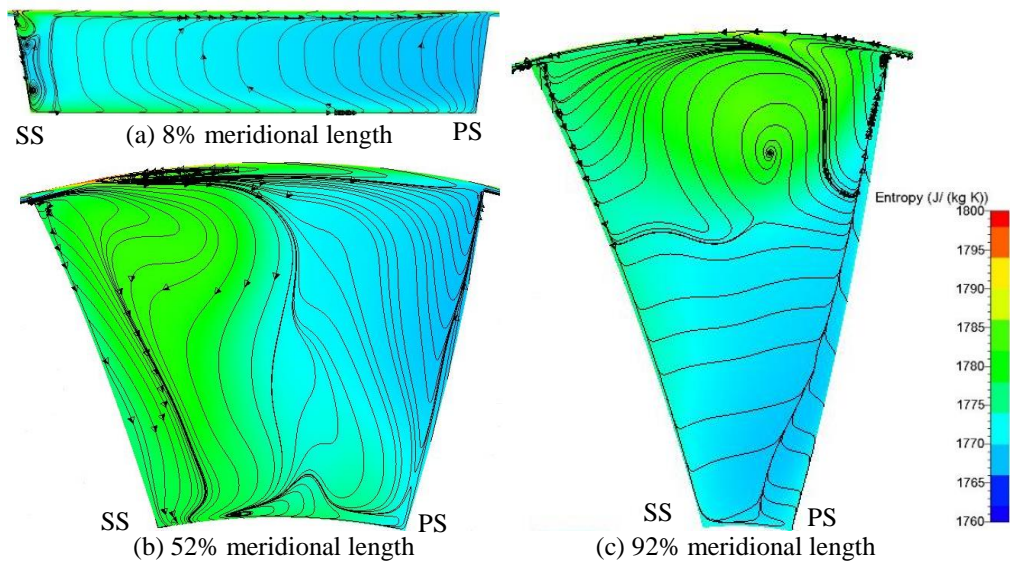 SS
(a) 8% meridional length
PS
SS
PS
(b) 52% meridional length
SS
PS
(c) 92% meridional length
Entropy (J/ (kg K))
1800
1795
1790
1785
1780
1775
1770
1765
1760